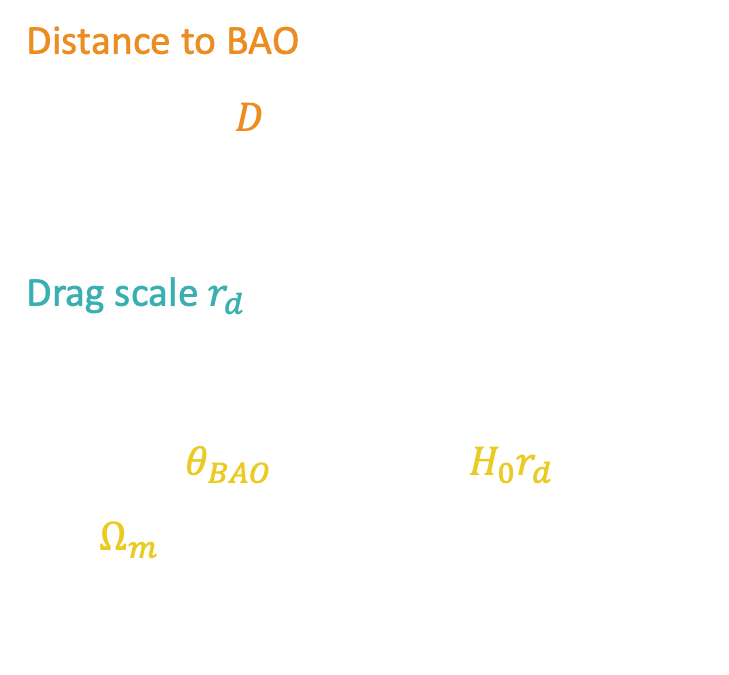 Distance to BAO
D
Drag scale r_d
θ_BAO H_0r_d
Ω_m